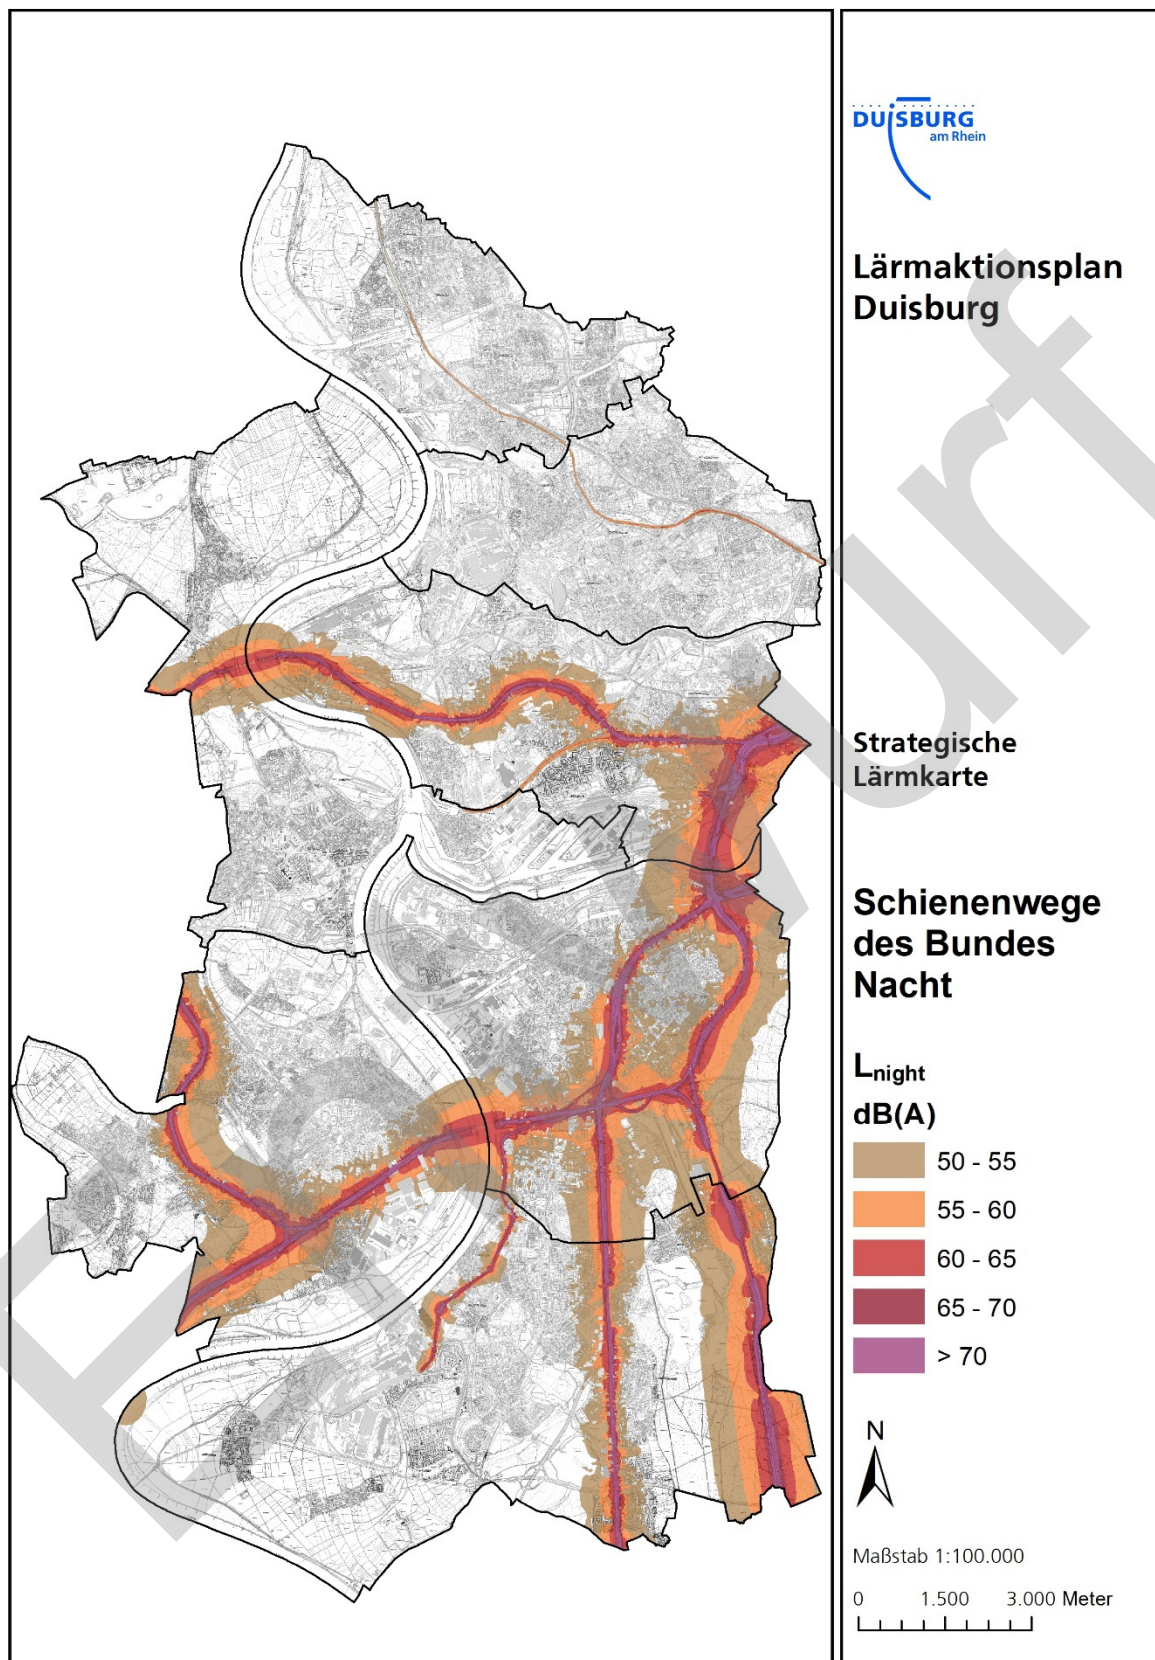 DUISBURG
am Rhein
Lärmaktionsplan
Duisburg
Strategische
Lärmkarte
Schienenwege
des Bundes
Nacht
Lnight
dB(A)
50 - 55
55 - 60
60 - 65
65 - 70
> 70
N
Maßstab 1:100.000
0 1.500 3.000 Meter
Entwurf